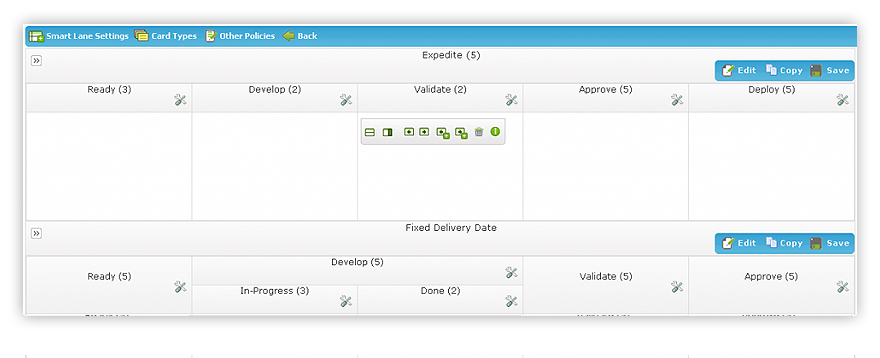 Smart Lane Settings Card Types Other Policies Back
Expedite (5)
Edit Copy Save
Ready (3) Develop (2) Validate (2) Approve (5) Deploy (5)
Fixed Delivery Date
Edit Copy Save
Develop (5)
Ready (5) Validate (5) Approve (5)
In-Progress (3) Done (2)